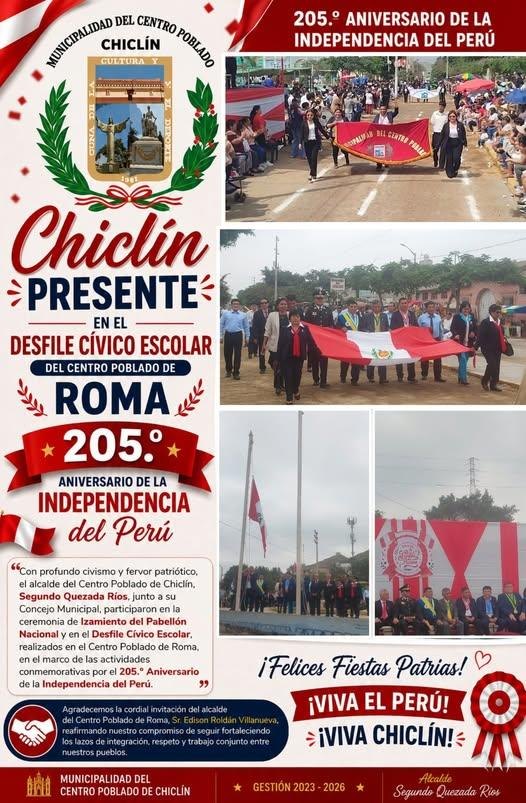 MUNICIPALIDAD DEL CENTRO POBLADO
CHICLÍN
CULTURA Y
CUNA DE LA
Y EL DEPORTE
1961
Chiclín
PRESENTE
EN EL
DESFILE CÍVICO ESCOLAR
DEL CENTRO POBLADO DE
ROMA
205.º
ANIVERSARIO DE LA
INDEPENDENCIA
del Perú
“Con profundo civismo y fervor patriótico,
el alcalde del Centro Poblado de Chiclín,
Segundo Quezada Ríos, junto a su
Concejo Municipal, participaron en la
ceremonia de Izamiento del Pabellón
Nacional y en el Desfile Cívico Escolar,
realizados en el Centro Poblado de Roma,
en el marco de las actividades
conmemorativas por el 205.º Aniversario
de la Independencia del Perú. ”
Agradecemos la cordial invitación del alcalde
del Centro Poblado de Roma, Sr. Edison Roldán Villanueva,
reafirmando nuestro compromiso de seguir fortaleciendo
los lazos de integración, respeto y trabajo conjunto entre
nuestros pueblos.
205.º ANIVERSARIO DE LA
INDEPENDENCIA DEL PERÚ
DEL CENTRO
¡Felices Fiestas Patrias!
¡VIVA EL PERÚ!
¡VIVA CHICLÍN!
MUNICIPALIDAD DEL
CENTRO POBLADO DE CHICLÍN
GESTIÓN 2023 - 2026
Alcalde
Segundo Quezada Ríos